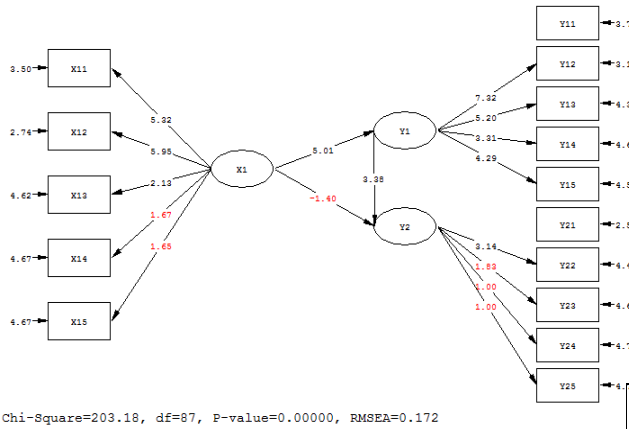 Y11
3.50 X11
Y12
7.32
5.32
Y13
5.20
2.74 X12
Y1
5.95
Y14
3.31
5.01
X1
4.29
Y15
3.38
4.62 X13
2.13
-1.40
1.67
Y21
Y2
1.65
3.14
Y22
4.67 X14
1.83
1.00
Y23
1.00
4.67 X15
Y24
Y25
Chi-Square=203.18, df=87, P-value=0.00000, RMSEA=0.172